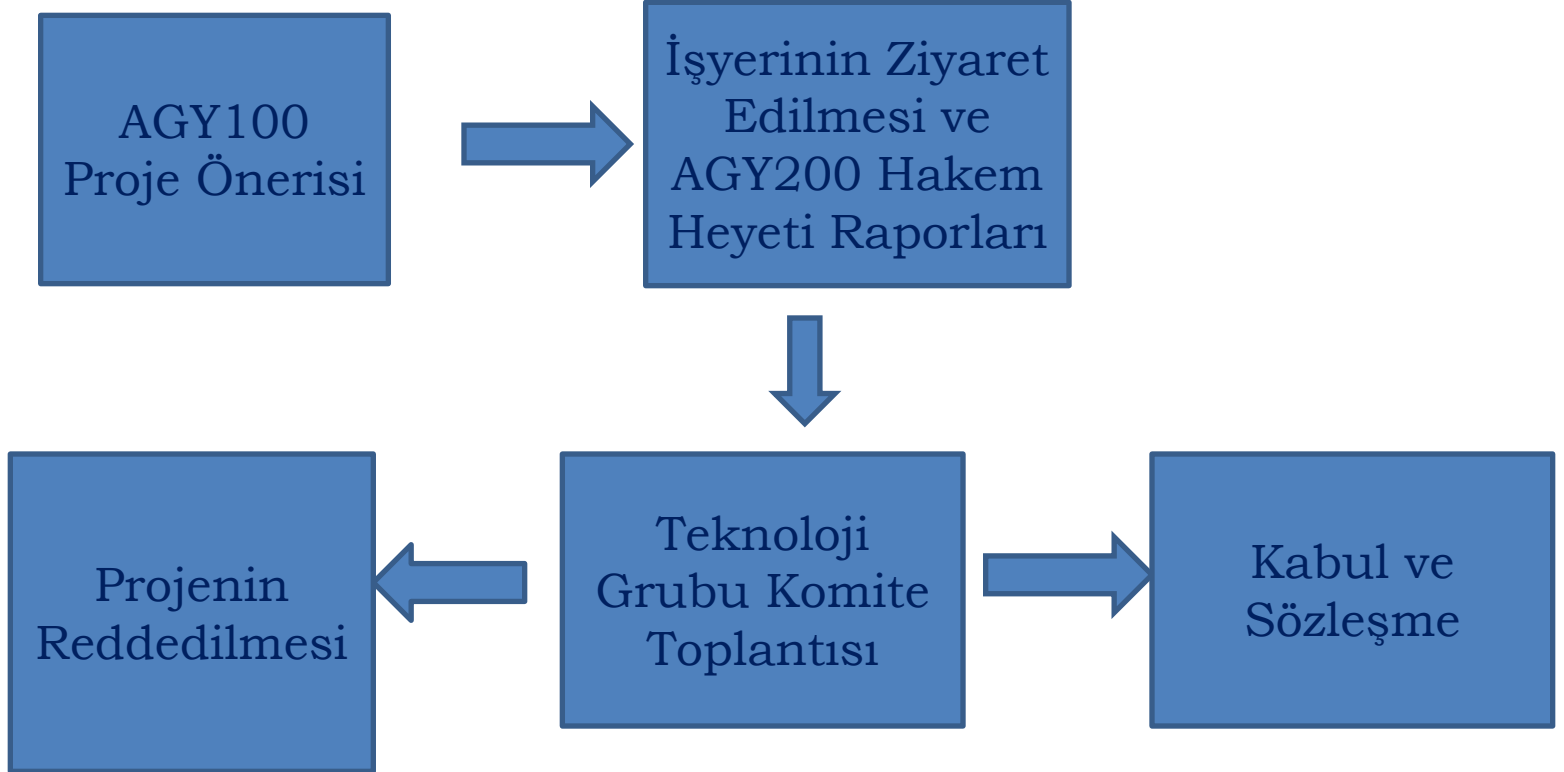 AGY100
Proje Önerisi
İşyerinin Ziyaret
Edilmesi ve
AGY200 Hakem
Heyeti Raporları
Projenin
Reddedilmesi
Teknoloji
Grubu Komite
Toplantısı
Kabul ve
Sözleşme